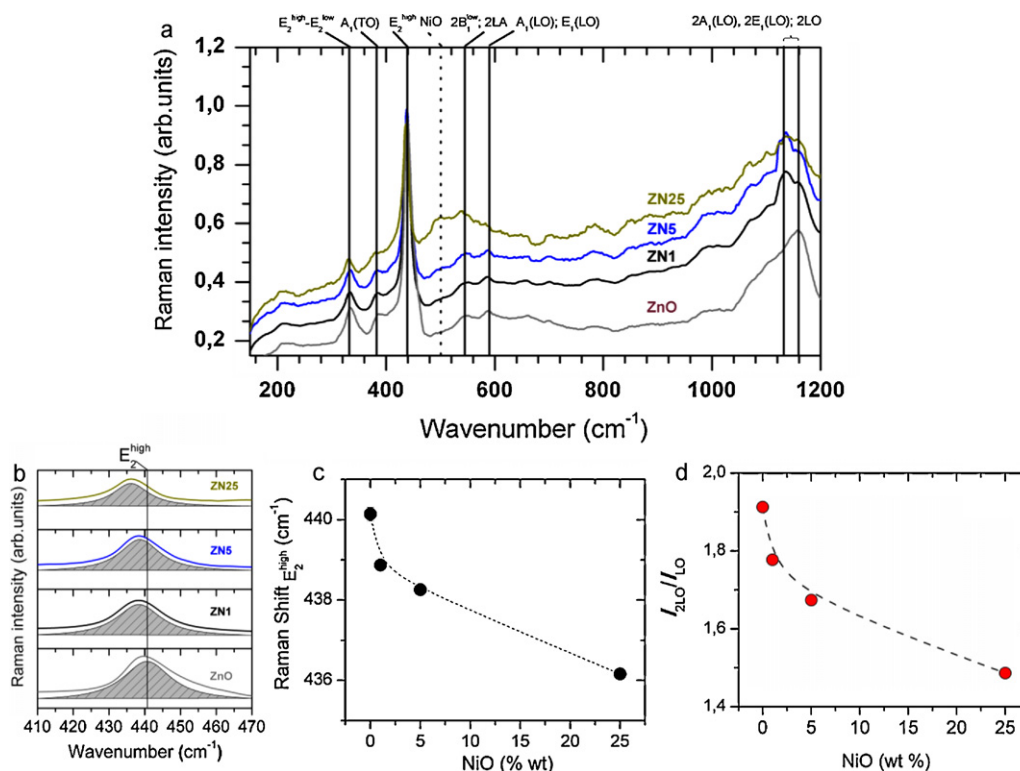 E₂ʰⁱᵍʰ-E₂ˡᵒʷ A₁(TO) E₂ʰⁱᵍʰ NiO 2B₁ˡᵒʷ; 2LA A₁(LO); E₁(LO) 2A₁(LO), 2E₁(LO); 2LO
a
1,2
1,0
0,8
0,6
0,4
0,2
Raman intensity (arb.units)
ZN25
ZN5
ZN1
ZnO
200 400 600 800 1000 1200
Wavenumber (cm⁻¹)
b
E₂ʰⁱᵍʰ
Raman intensity (arb.units)
ZN25
ZN5
ZN1
ZnO
410 420 430 440 450 460 470
Wavenumber (cm⁻¹)
c
Raman Shift E₂ʰⁱᵍʰ (cm⁻¹)
440
438
436
0 5 10 15 20 25
NiO (% wt)
d
I₂LO/ILO
2,0
1,8
1,6
1,4
0 5 10 15 20 25
NiO (wt %)